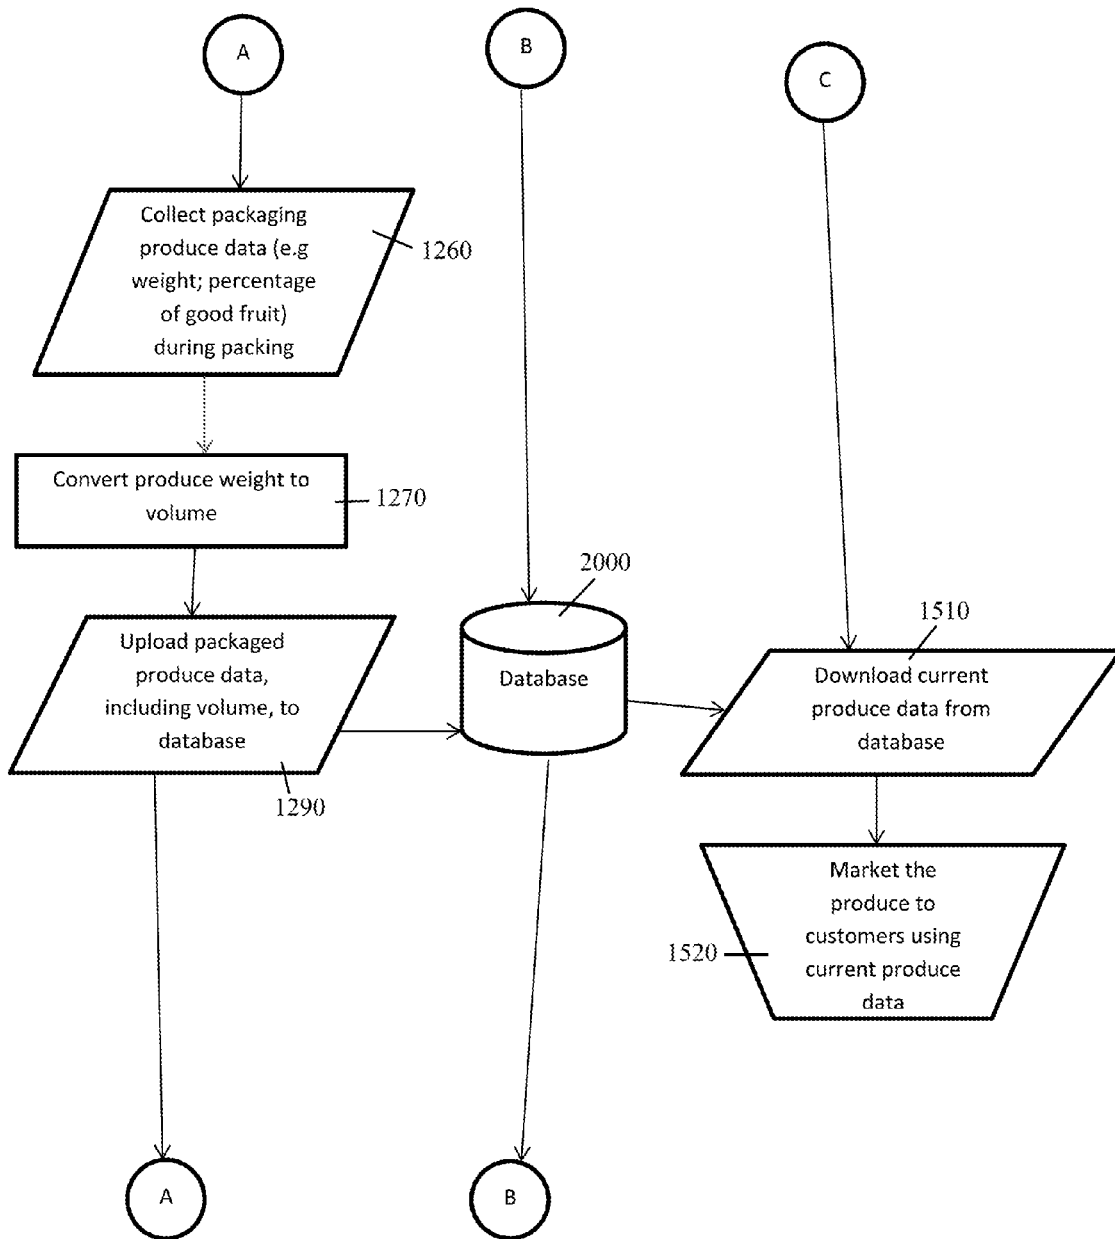 A
B
C
Collect packaging
produce data (e.g
weight; percentage
of good fruit)
during packing
1260
Convert produce weight to
volume
1270
Upload packaged
produce data,
including volume, to
database
1290
2000
Database
1510
Download current
produce data from
database
Market the
produce to
customers using
current produce
data
1520
A
B